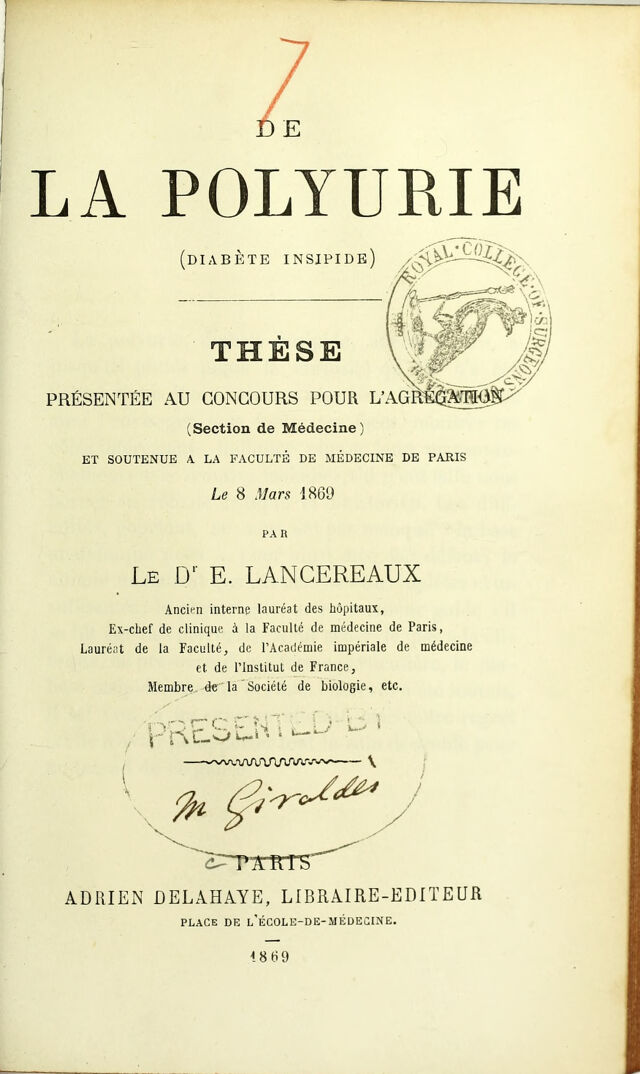 7
DE
LA POLYURIE
(DIABÈTE INSIPIDE)
ROYAL·COLLEGE·OF·SURGEONS·
THÈSE
PRÉSENTÉE AU CONCOURS POUR L'AGRÉGATION
(Section de Médecine)
ET SOUTENUE A LA FACULTÉ DE MÉDECINE DE PARIS
Le 8 Mars 1869
PAR
LE Dr E. LANCEREAUX
Ancien interne lauréat des hôpitaux,
Ex-chef de clinique à la Faculté de médecine de Paris,
Lauréat de la Faculté, de l'Académie impériale de médecine
et de l'Institut de France,
Membre de la Société de biologie, etc.
PRESENTED BY
M Giraldès
PARIS
ADRIEN DELAHAYE, LIBRAIRE-EDITEUR
PLACE DE L'ÉCOLE-DE-MÉDECINE.
1869